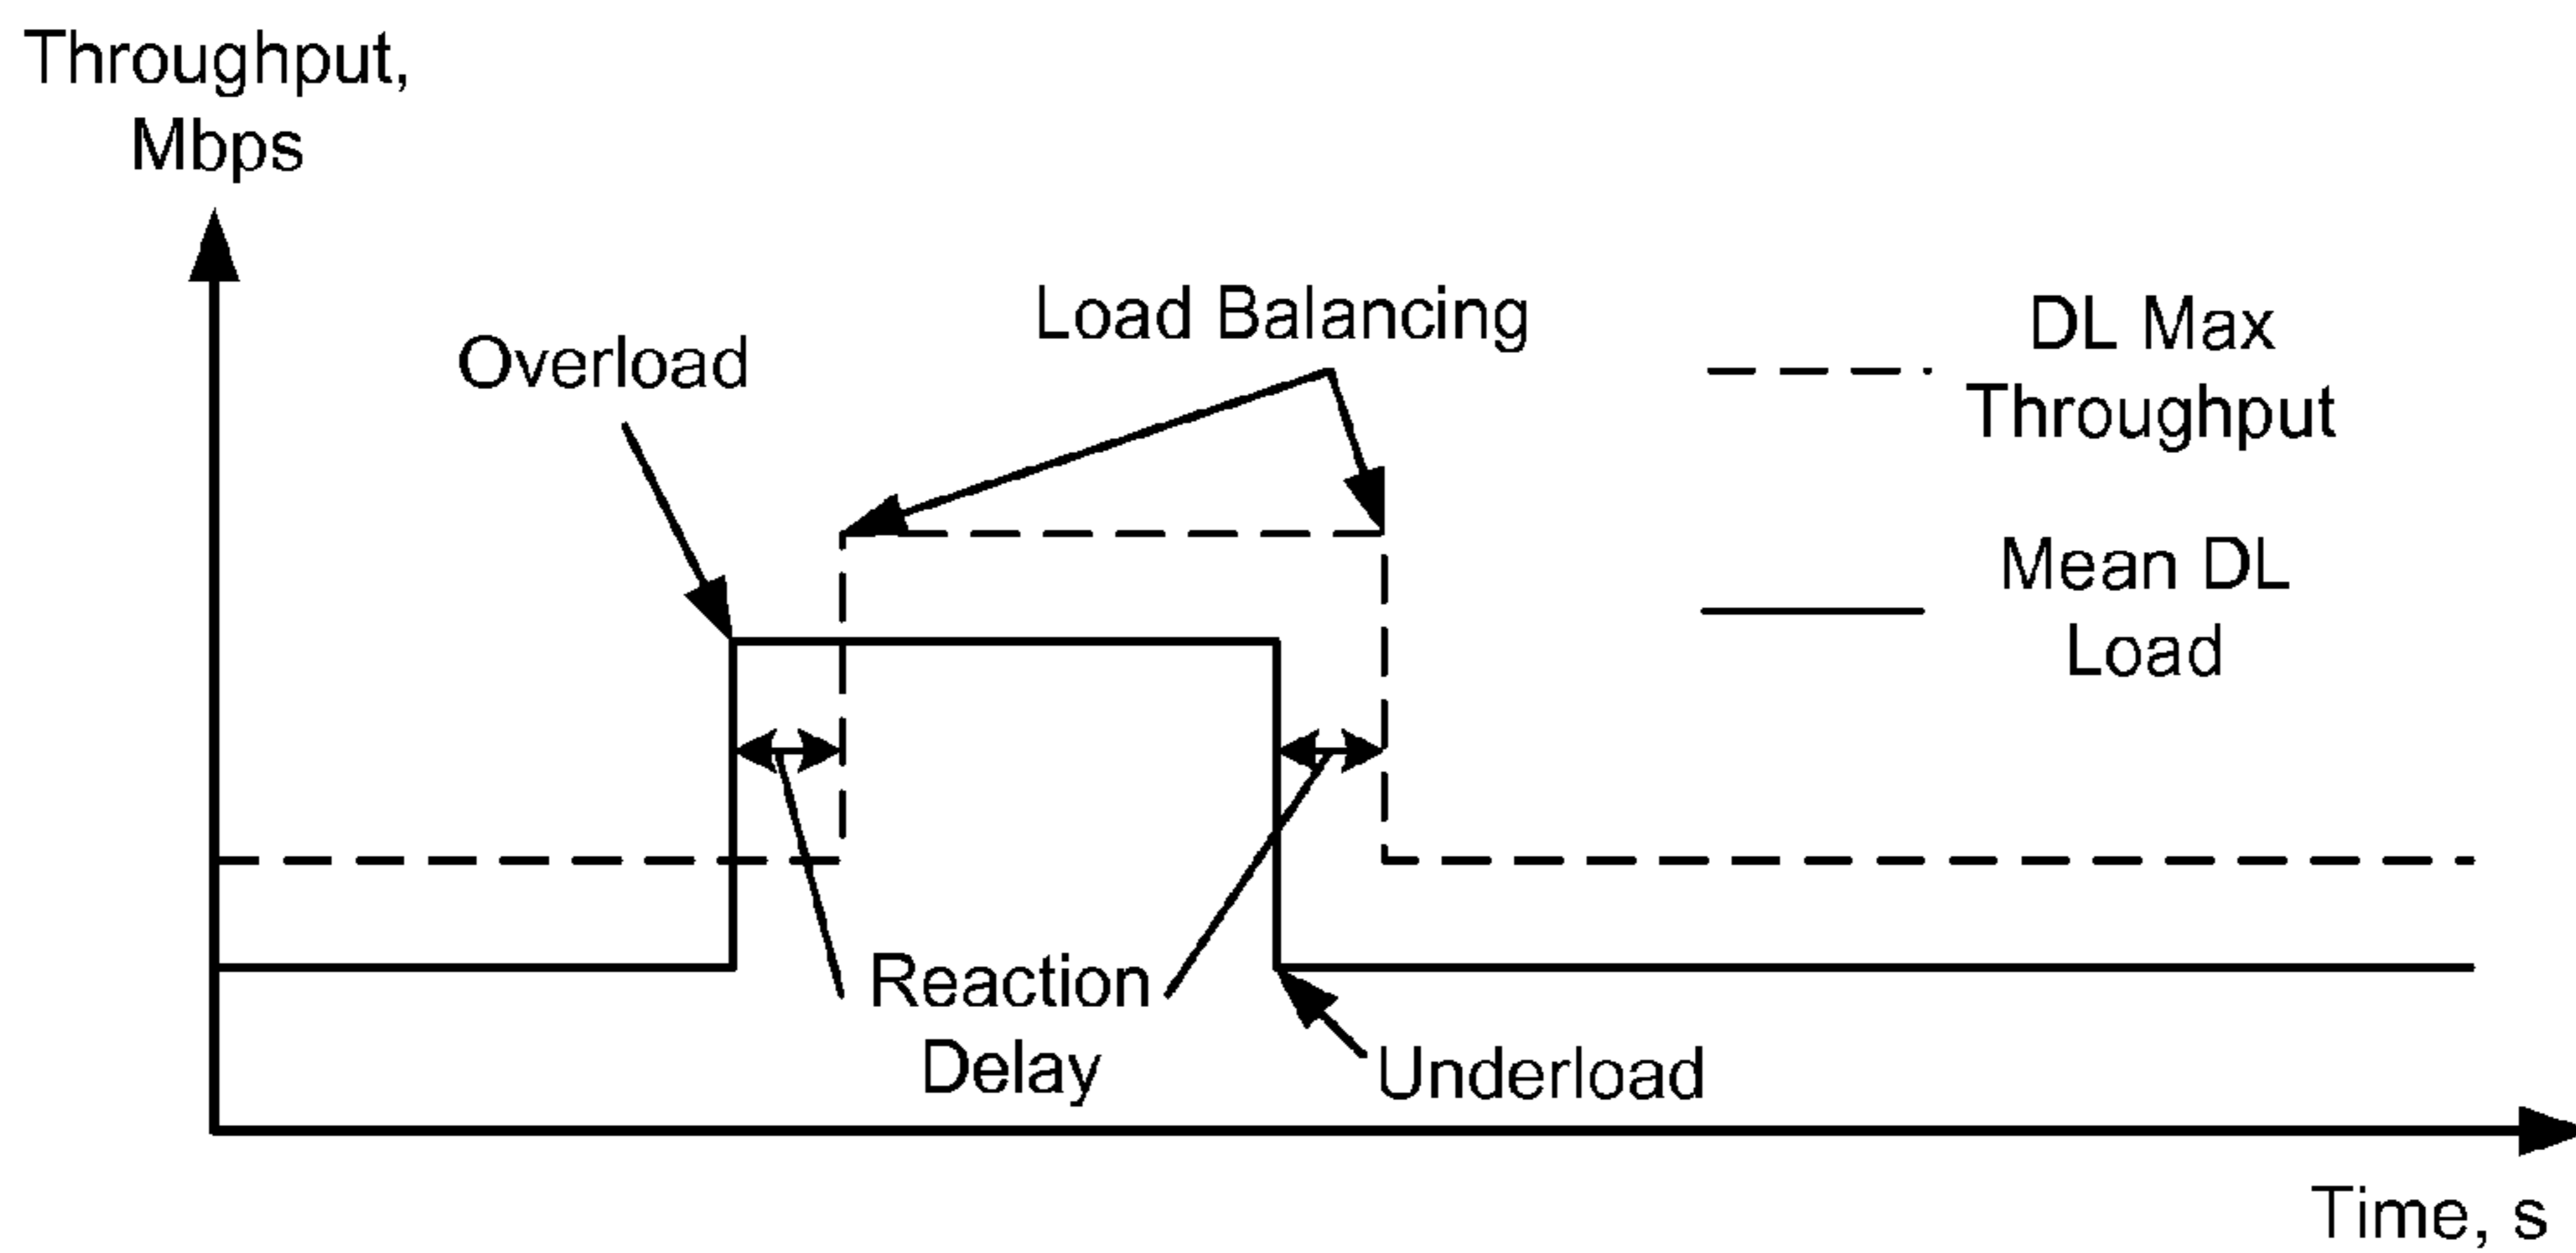 Throughput,
Mbps
Overload
Load Balancing
DL Max
Throughput
Mean DL
Load
Reaction
Delay
Underload
Time, s